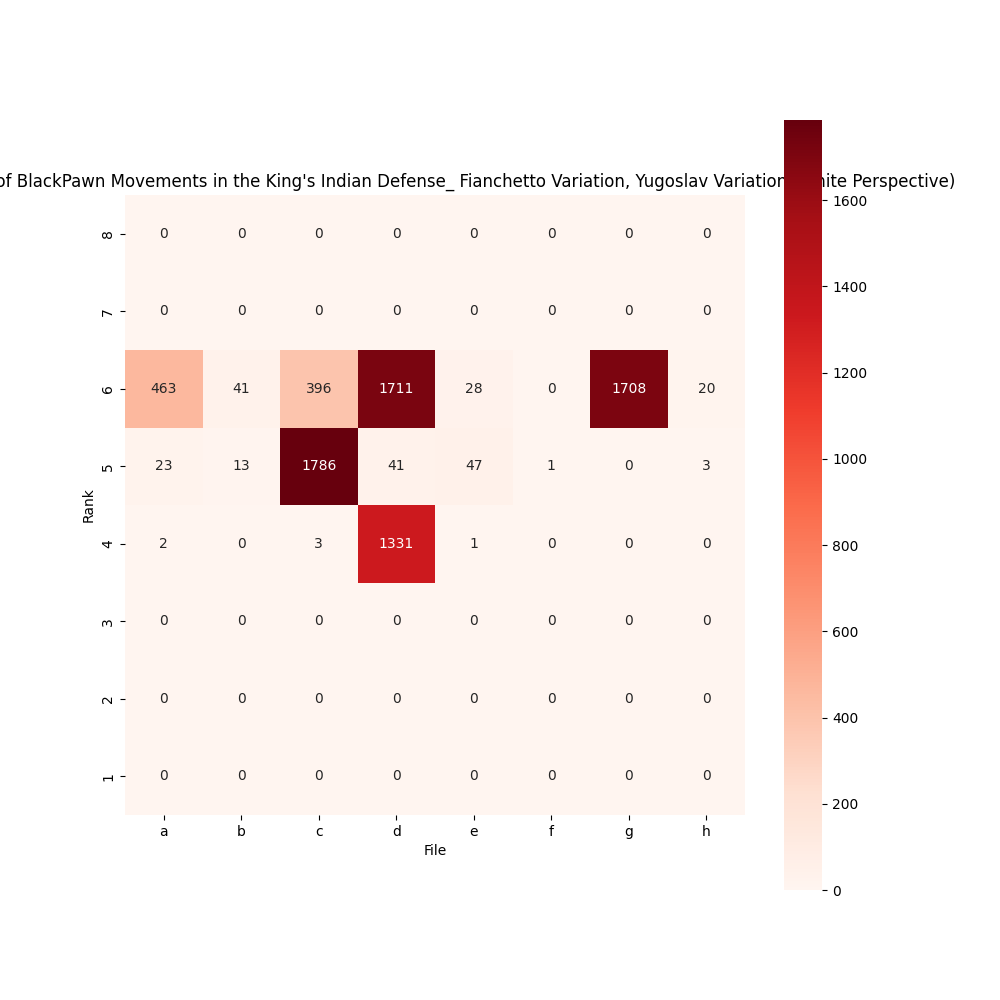 of BlackPawn Movements in the King's Indian Defense_ Fianchetto Variation, Yugoslav Variation Perspective)
1600
8 0 0 0 0 0 0 0 0
1400
7 0 0 0 0 0 0 0 0
1200
6 463 41 396 1711 28 0 1708 20
1000
5 23 13 1786 41 47 1 0 3
Rank
800
4 2 0 3 1331 1 0 0 0
600
3 0 0 0 0 0 0 0 0
400
2 0 0 0 0 0 0 0 0
200
1 0 0 0 0 0 0 0 0
a b c d e f g h
File
0